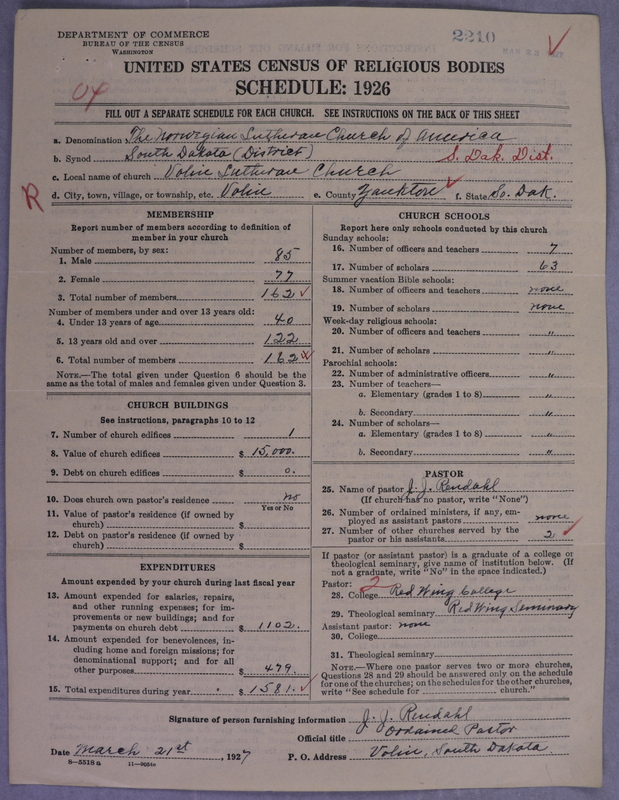 DEPARTMENT OF COMMERCE
BUREAU OF THE CENSUS
WASHINGTON
2210
UNITED STATES CENSUS OF RELIGIOUS BODIES
SCHEDULE: 1926
04
FILL OUT A SEPARATE SCHEDULE FOR EACH CHURCH. SEE INSTRUCTIONS ON THE BACK OF THIS SHEET
a. Denomination The Norwegian Lutheran Church of America
b. Synod South Dakota (District) S. Dak. Dist.
c. Local name of church Volin Lutheran Church
R d. City, town, village, or township, etc. Volin e. County Yankton f. State So. Dak.
MEMBERSHIP
Report number of members according to definition of member in your church
Number of members, by sex:
1. Male 85
2. Female 77
3. Total number of members 162
Number of members under and over 13 years old:
4. Under 13 years of age 40
5. 13 years old and over 122
6. Total number of members 162
NOTE.—The total given under Question 6 should be
same as the total of males and females given under Question 3.
CHURCH BUILDINGS
See instructions, paragraphs 10 to 12
7. Number of church edifices 1
8. Value of church edifices $ 15,000.
9. Debt on church edifices $ 0.
10. Does church own pastor's residence no
Yes or No
11. Value of pastor's residence (if owned by
church) $
12. Debt on pastor's residence (if owned by
church) $
EXPENDITURES
Amount expended by your church during last fiscal year
13. Amount expended for salaries, repairs,
and other running expenses; for im-
provements or new buildings; and for
payments on church debt $ 1102.
14. Amount expended for benevolences, in-
cluding home and foreign missions; for
denominational support; and for all
other purposes $ 479.
15. Total expenditures during year $ 1581.
CHURCH SCHOOLS
Report here only schools conducted by this church
Sunday schools:
16. Number of officers and teachers 7
17. Number of scholars 63
Summer vacation Bible schools:
18. Number of officers and teachers none
19. Number of scholars none
Week-day religious schools:
20. Number of officers and teachers "
21. Number of scholars "
Parochial schools:
22. Number of administrative officers "
23. Number of teachers—
a. Elementary (grades 1 to 8) "
b. Secondary "
24. Number of scholars—
a. Elementary (grades 1 to 8) "
b. Secondary "
PASTOR
25. Name of pastor J. J. Rendahl
(If church has no pastor, write "None")
26. Number of ordained ministers, if any, em-
ployed as assistant pastors none
27. Number of other churches served by the
pastor or his assistants 2
If pastor (or assistant pastor) is a graduate of a college or
theological seminary, give name of institution below. (If
not a graduate, write "No" in the space indicated.)
Pastor: 2
28. College Red Wing College
29. Theological seminary Red Wing Seminary
Assistant pastor: none
30. College
31. Theological seminary
NOTE.—Where one pastor serves two or more churches,
Questions 28 and 29 should be answered only on the schedule
for one of the churches; on the schedules for the other churches,
write "See schedule for church."
Signature of person furnishing information J. J. Rendahl
Official title Ordained Pastor
Date March 21st, 1927 P. O. Address Volin, South Dakota.
8—5518a